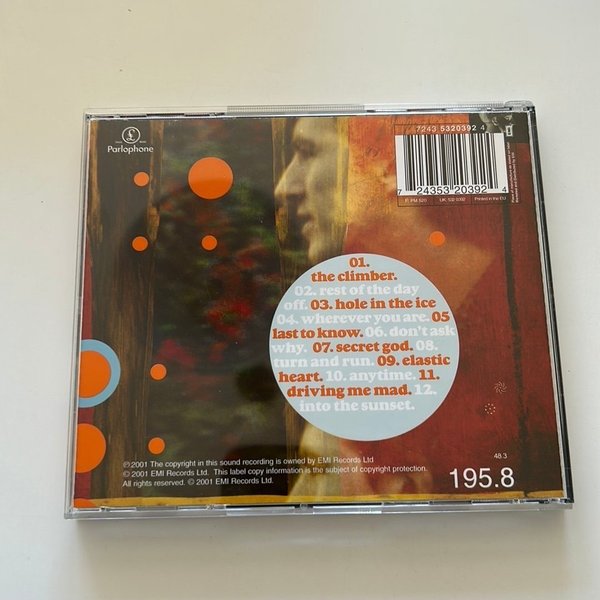 £
Parlophone
7243 5320392 4
7 24353 20392 4
F: PM 520
UK: 532 0392
Printed in the EU
01.
the climber.
02. rest of the day
off. 03. hole in the ice
04. wherever you are. 05
last to know. 06. don't ask
why. 07. secret god. 08.
turn and run. 09. elastic
heart. 10. anytime. 11.
driving me mad. 12.
into the sunset.
℗ 2001 The copyright in this sound recording is owned by EMI Records Ltd
© 2001 EMI Records Ltd. This label copy information is the subject of copyright protection.
All rights reserved. © 2001 EMI Records Ltd.
48.3
195.8